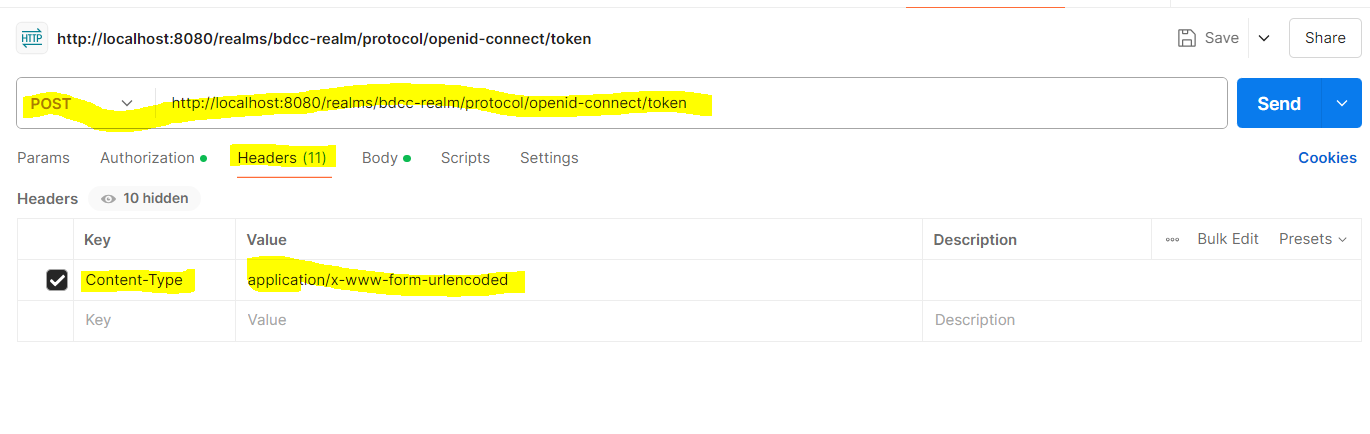 HTTP http://localhost:8080/realms/bdcc-realm/protocol/openid-connect/token Save Share
POST http://localhost:8080/realms/bdcc-realm/protocol/openid-connect/token Send
Params Authorization Headers (11) Body Scripts Settings Cookies
Headers 10 hidden
Key Value Description Bulk Edit Presets
Content-Type application/x-www-form-urlencoded
Key Value Description